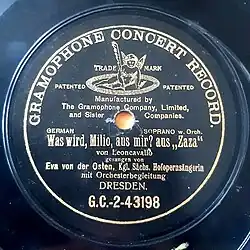 GRAMOPHONE CONCERT RECORD.
TRADE MARK
PATENTED PATENTED
Manufactured by
The Gramophone Company, Limited,
and Sister Companies.
GERMAN SOPRANO w. Orch.
Was wird, Milio, aus mir? aus „Zaza”
von Leoncavallo
gesungen von
Eva von der Osten, Kgl. Sächs. Hofopernsängerin
mit Orchesterbegleitung
DRESDEN.
G.C.-2-43198